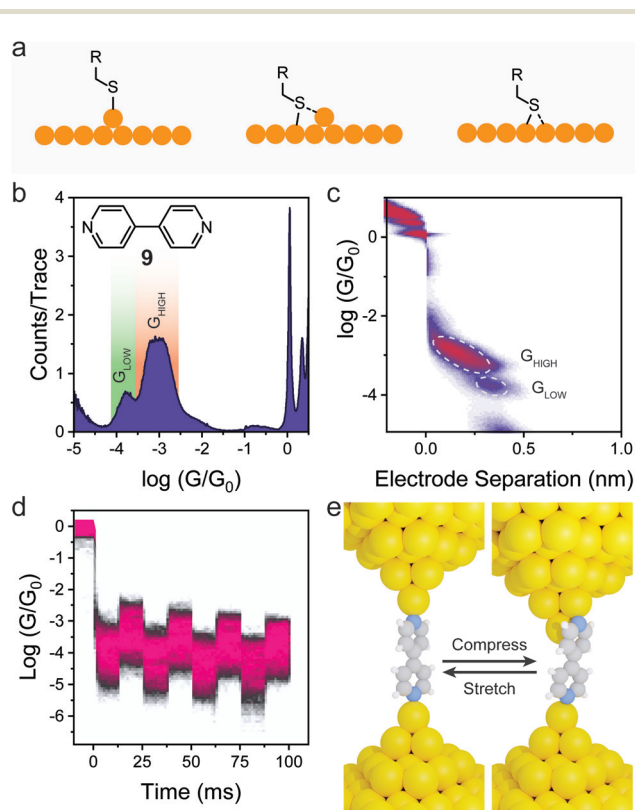 a
R
S
R
S
R
S
b
4
3
2
1
0
Counts/Trace
N
N
9
G_LOW
G_HIGH
-5 -4 -3 -2 -1 0
log (G/G₀)
c
0
-2
-4
log (G/G₀)
G_HIGH
G_LOW
0.0 0.5 1.0
Electrode Separation (nm)
d
0
-1
-2
-3
-4
-5
-6
Log (G/G₀)
0 25 50 75 100
Time (ms)
e
Compress
Stretch